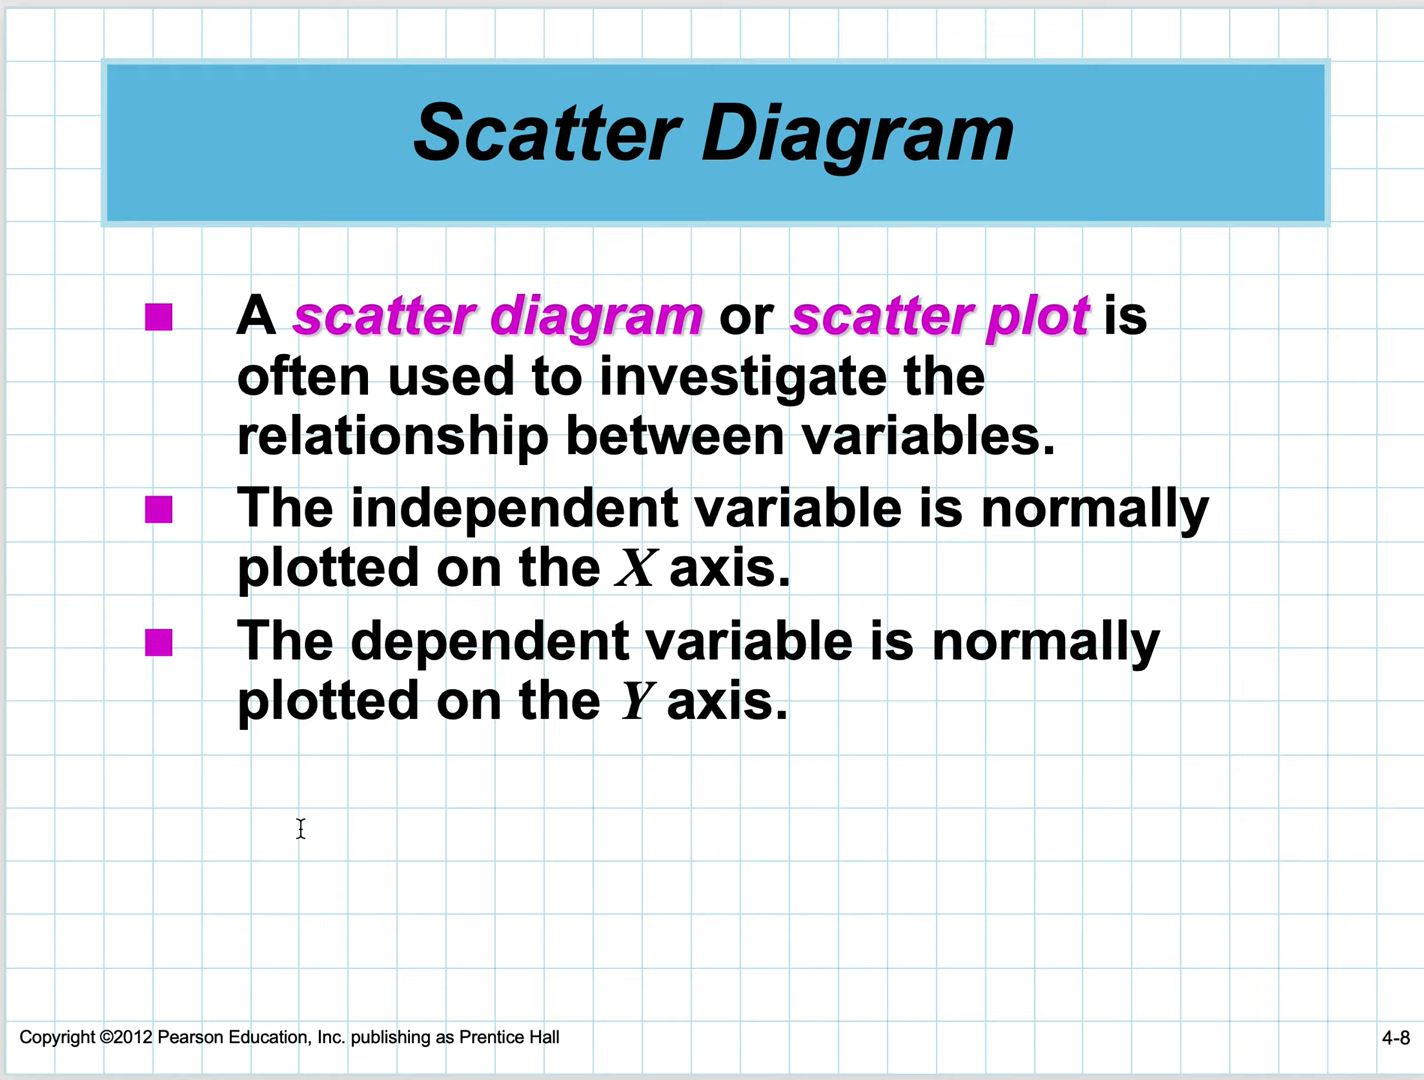 Scatter Diagram
A scatter diagram or scatter plot is
often used to investigate the
relationship between variables.
The independent variable is normally
plotted on the X axis.
The dependent variable is normally
plotted on the Y axis.
Copyright ©2012 Pearson Education, Inc. publishing as Prentice Hall
4-8